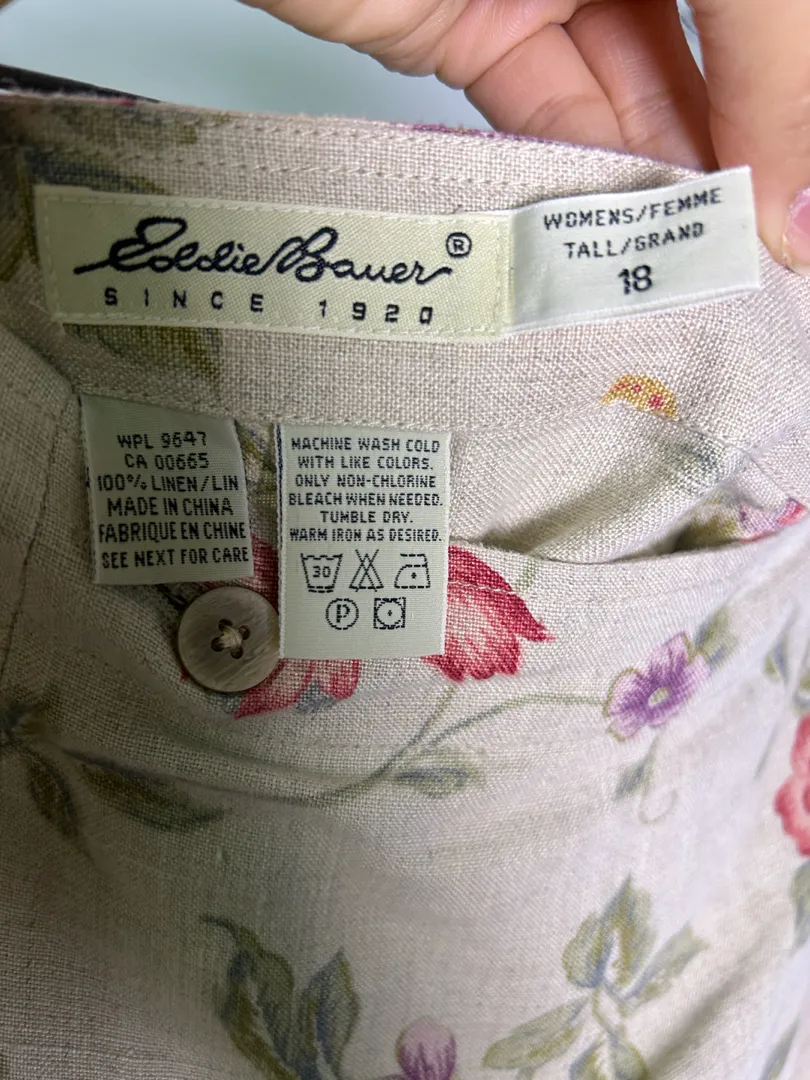 Eddie Bauer®
SINCE 1920
WOMENS/FEMME
TALL/GRAND
18
WPL 9647
CA 00665
100% LINEN/LIN
MADE IN CHINA
FABRIQUE EN CHINE
SEE NEXT FOR CARE
MACHINE WASH COLD
WITH LIKE COLORS.
ONLY NON-CHLORINE
BLEACH WHEN NEEDED.
TUMBLE DRY.
WARM IRON AS DESIRED.
30
P